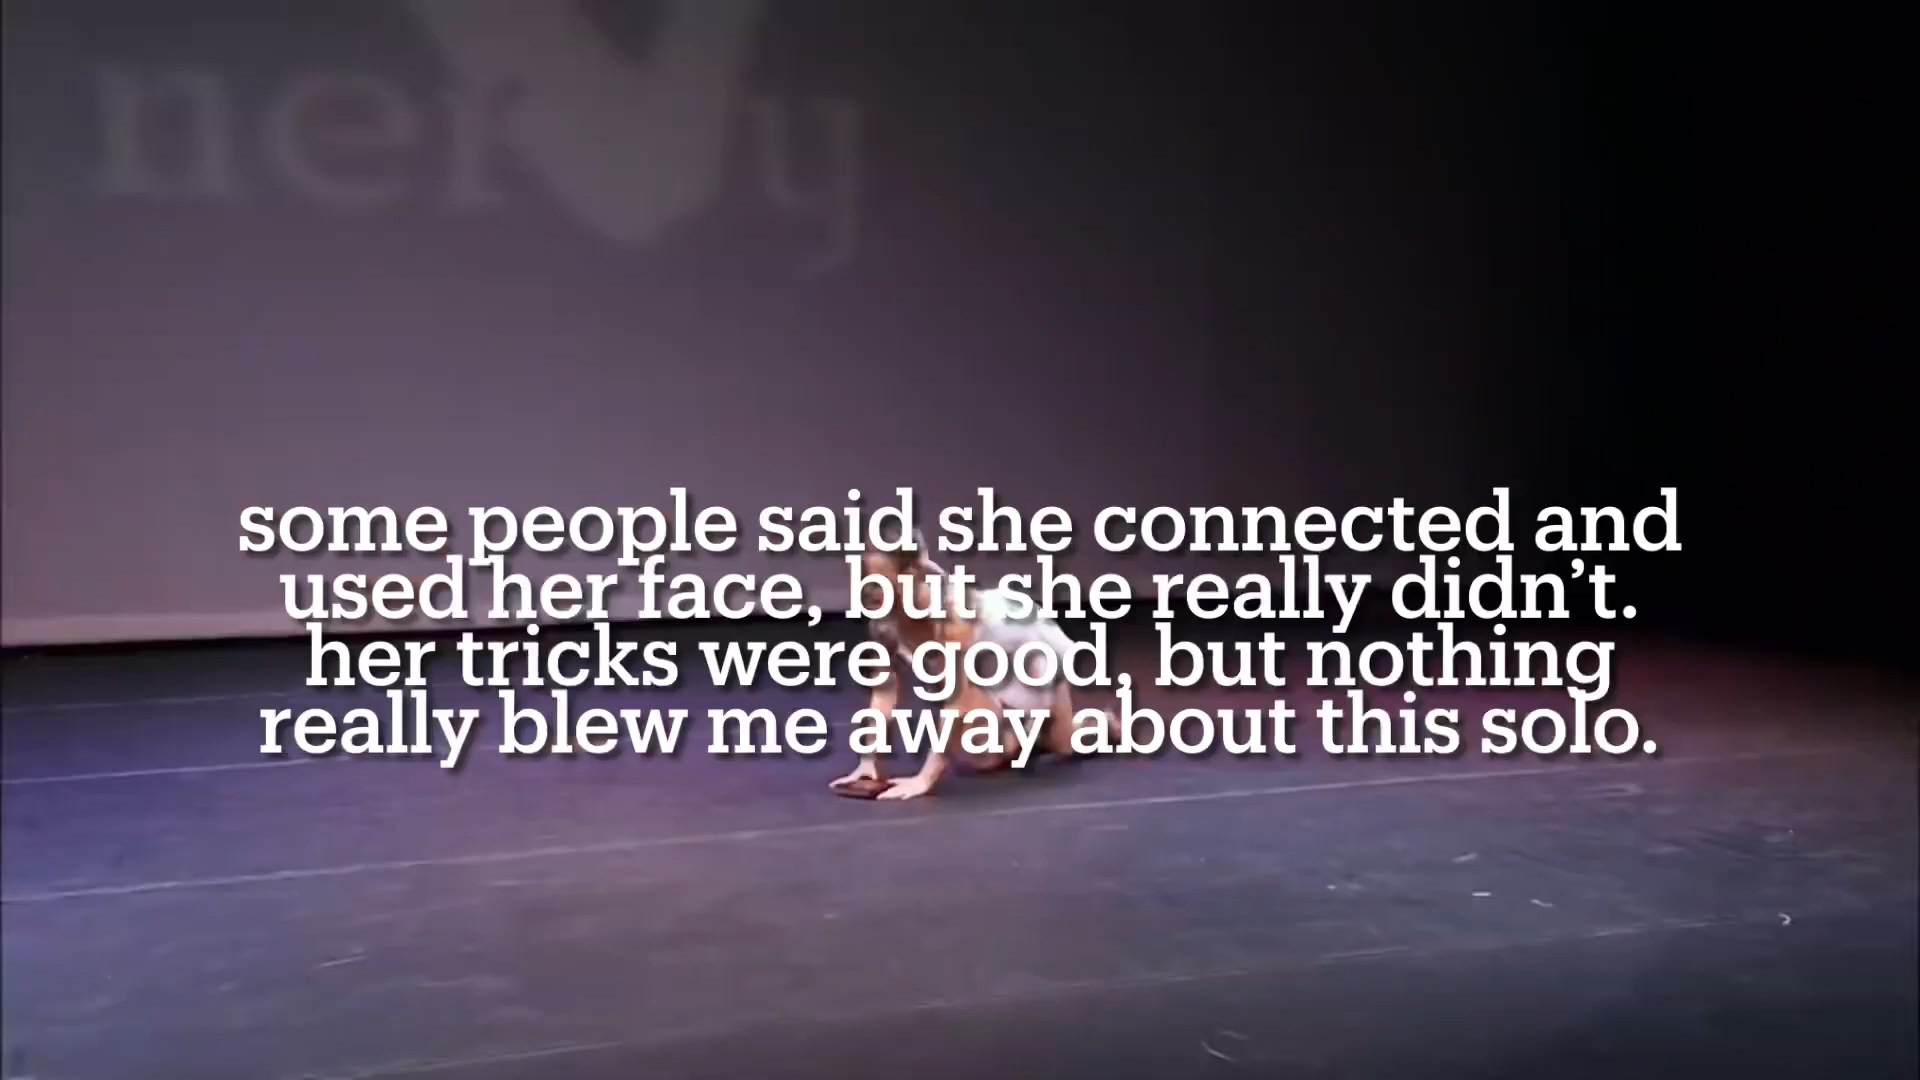 some people said she connected and
used her face, but she really didn’t.
her tricks were good, but nothing
really blew me away about this solo.